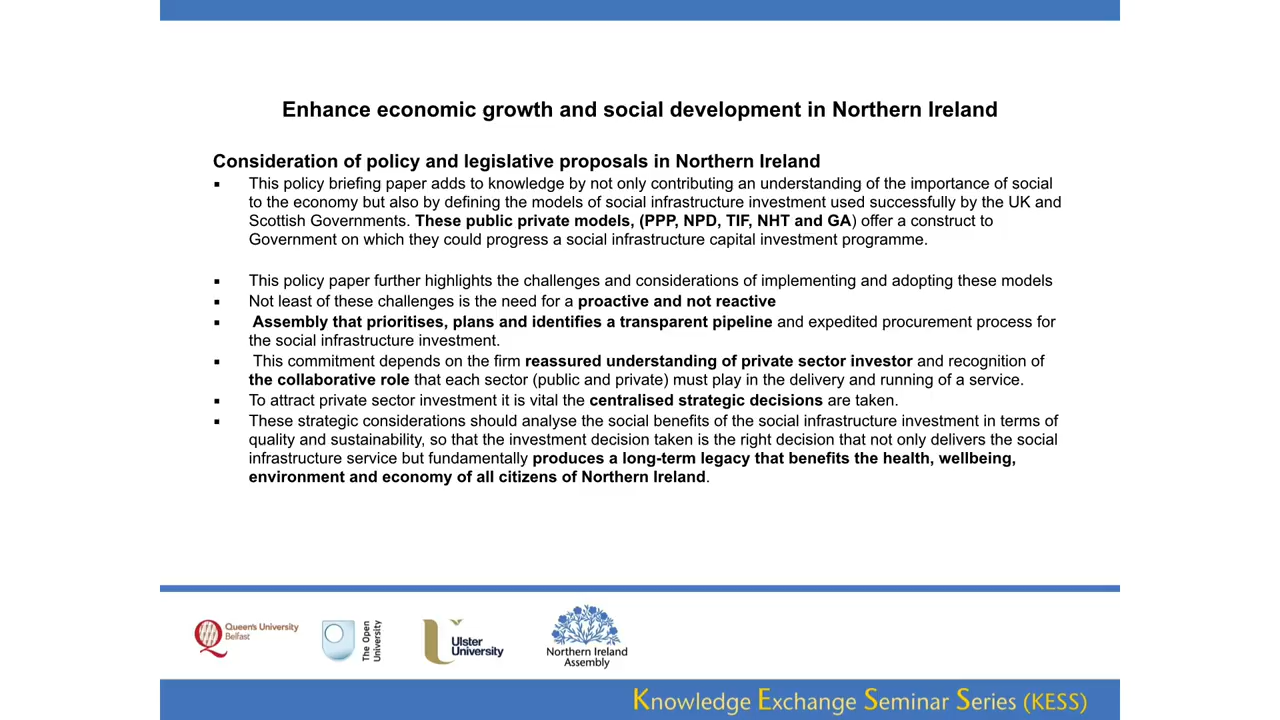 Enhance economic growth and social development in Northern Ireland
Consideration of policy and legislative proposals in Northern Ireland
▪ This policy briefing paper adds to knowledge by not only contributing an understanding of the importance of social
to the economy but also by defining the models of social infrastructure investment used successfully by the UK and
Scottish Governments. These public private models, (PPP, NPD, TIF, NHT and GA) offer a construct to
Government on which they could progress a social infrastructure capital investment programme.
▪ This policy paper further highlights the challenges and considerations of implementing and adopting these models
▪ Not least of these challenges is the need for a proactive and not reactive
▪ Assembly that prioritises, plans and identifies a transparent pipeline and expedited procurement process for
the social infrastructure investment.
▪ This commitment depends on the firm reassured understanding of private sector investor and recognition of
the collaborative role that each sector (public and private) must play in the delivery and running of a service.
▪ To attract private sector investment it is vital the centralised strategic decisions are taken.
▪ These strategic considerations should analyse the social benefits of the social infrastructure investment in terms of
quality and sustainability, so that the investment decision taken is the right decision that not only delivers the social
infrastructure service but fundamentally produces a long-term legacy that benefits the health, wellbeing,
environment and economy of all citizens of Northern Ireland.
Queen's University
Belfast
The Open
University
Ulster
University
Northern Ireland
Assembly
Knowledge Exchange Seminar Series (KESS)